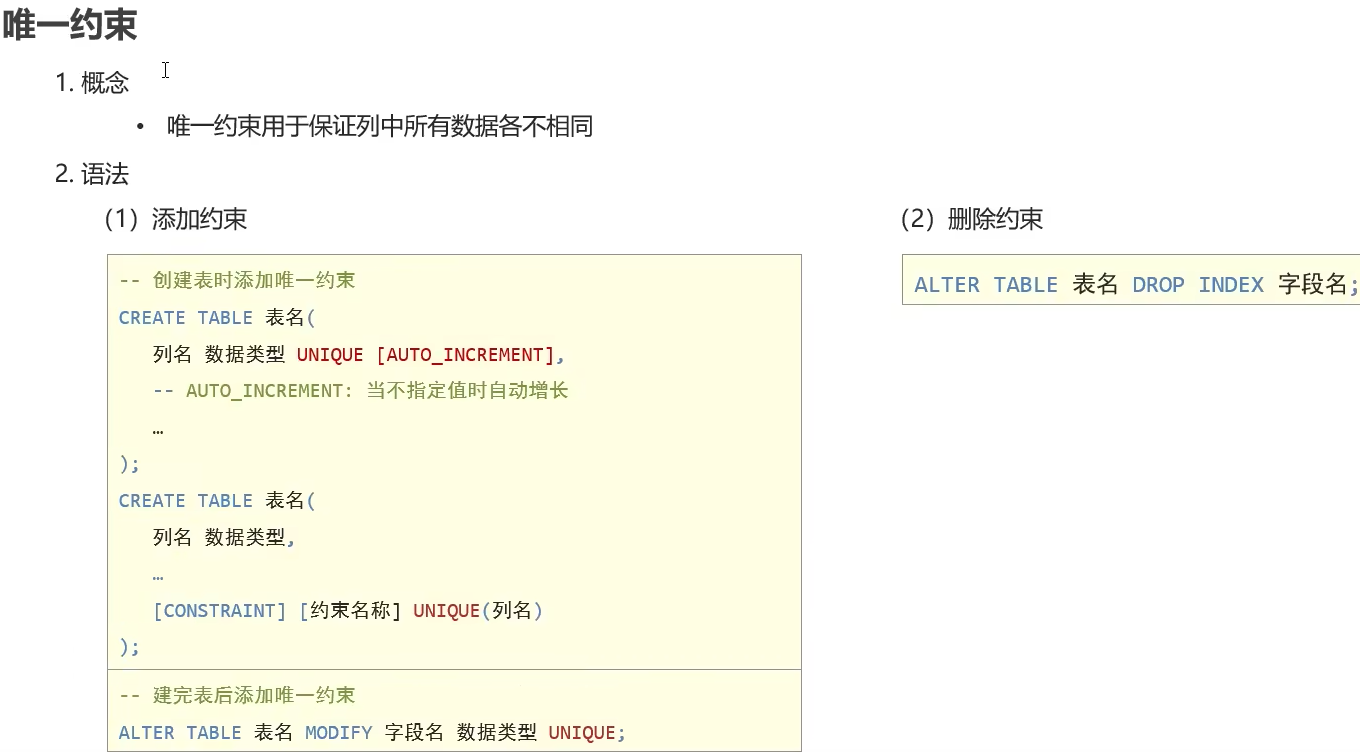 唯一约束
1. 概念
• 唯一约束用于保证列中所有数据各不相同
2. 语法
（1）添加约束
-- 创建表时添加唯一约束
CREATE TABLE 表名(
列名 数据类型 UNIQUE [AUTO_INCREMENT],
-- AUTO_INCREMENT: 当不指定值时自动增长
…
);
CREATE TABLE 表名(
列名 数据类型,
…
[CONSTRAINT] [约束名称] UNIQUE(列名)
);
-- 建完表后添加唯一约束
ALTER TABLE 表名 MODIFY 字段名 数据类型 UNIQUE;
（2）删除约束
ALTER TABLE 表名 DROP INDEX 字段名;